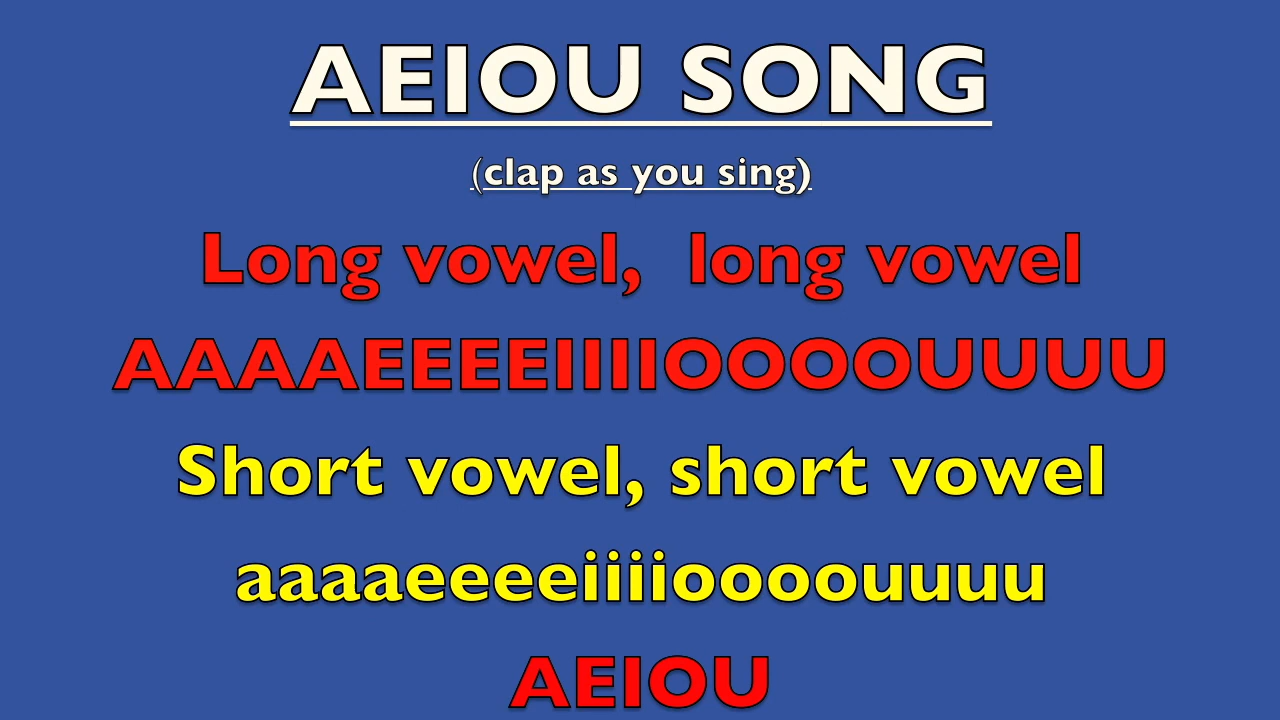 AEIOU SONG
(clap as you sing)
Long vowel, long vowel
AAAAEEEEIIIIOOOOUUUU
Short vowel, short vowel
aaaaeeeeiiiioooouuuu
AEIOU